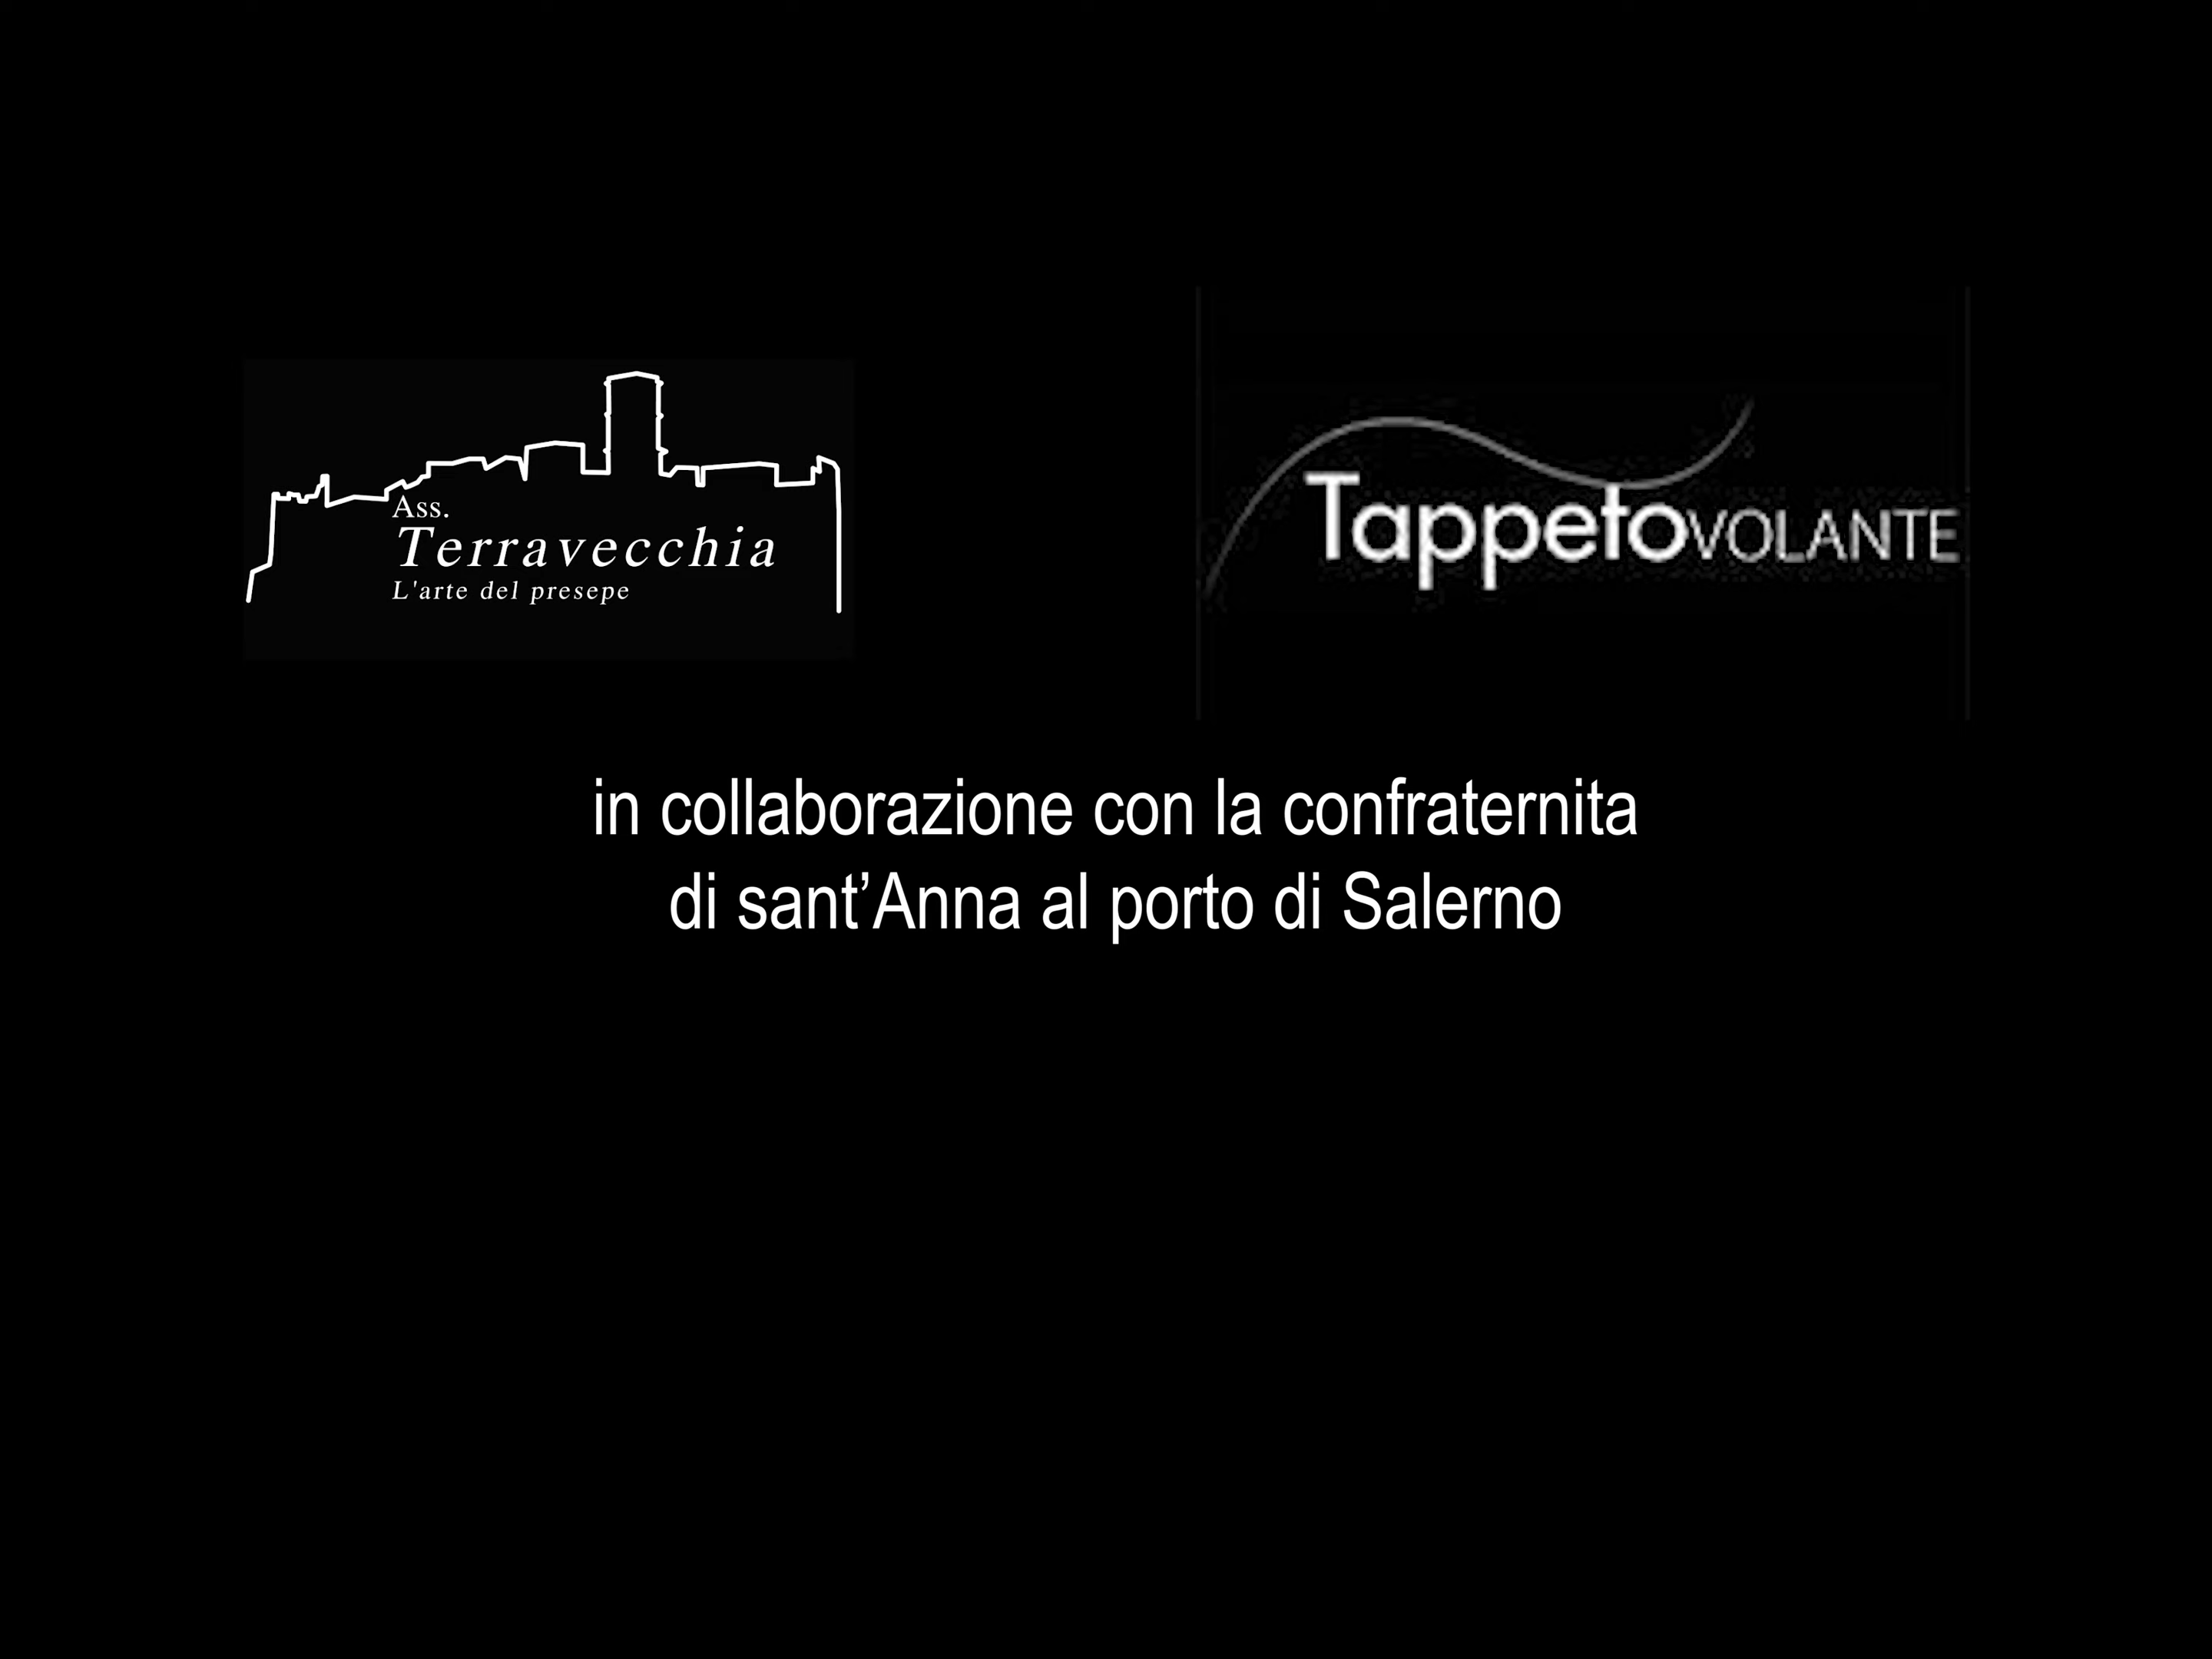 Ass.
Terravecchia
L'arte del presepe
TappetoVOLANTE
in collaborazione con la confraternita
di sant’Anna al porto di Salerno